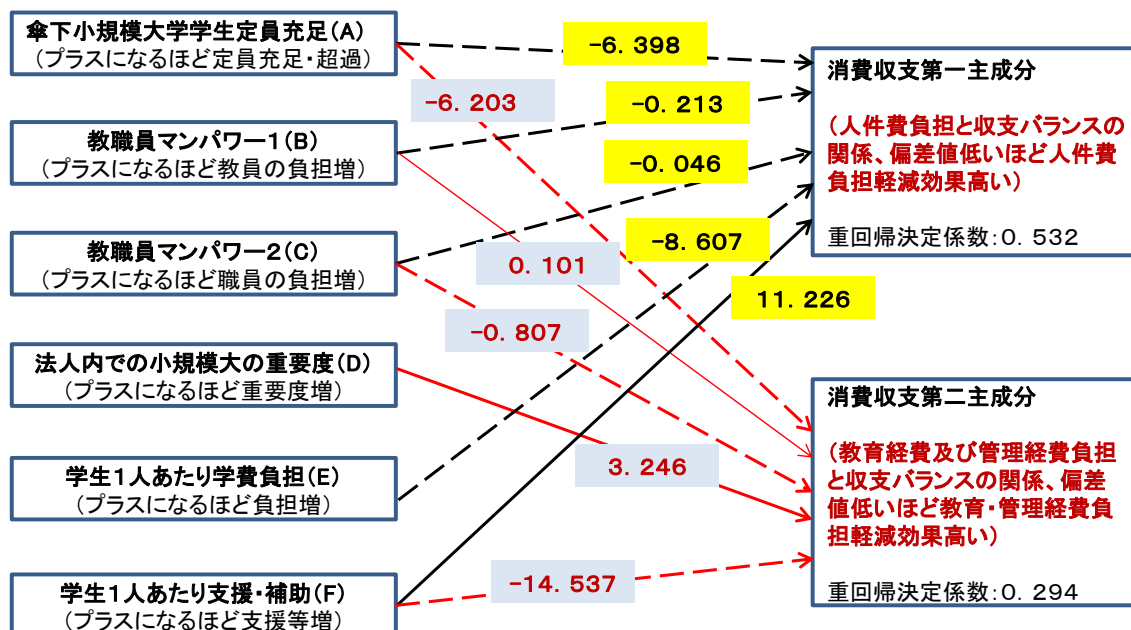 傘下小規模大学学生定員充足(A)
(プラスになるほど定員充足・超過)
教職員マンパワー1(B)
(プラスになるほど教員の負担増)
教職員マンパワー2(C)
(プラスになるほど職員の負担増)
法人内での小規模大の重要度(D)
(プラスになるほど重要度増)
学生1人あたり学費負担(E)
(プラスになるほど負担増)
学生1人あたり支援・補助(F)
(プラスになるほど支援等増)
-6. 398
-6. 203
-0. 213
-0. 046
-8. 607
0. 101
11. 226
-0. 807
3. 246
-14. 537
消費収支第一主成分
(人件費負担と収支バランスの
関係、偏差値低いほど人件費
負担軽減効果高い)
重回帰決定係数:0. 532
消費収支第二主成分
(教育経費及び管理経費負担
と収支バランスの関係、偏差
値低いほど教育・管理経費負
担軽減効果高い)
重回帰決定係数:0. 294